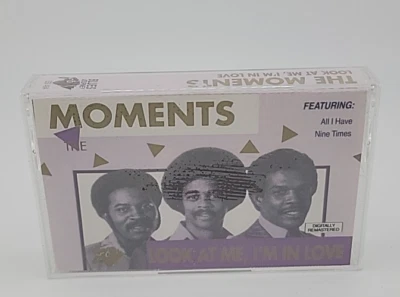 THE MOMENTS
LOOK AT ME, I'M IN LOVE
MOMENTS
THE
FEATURING:
All I Have
Nine Times
DIGITALLY
REMASTERED
LOOK AT ME, I'M IN LOVE